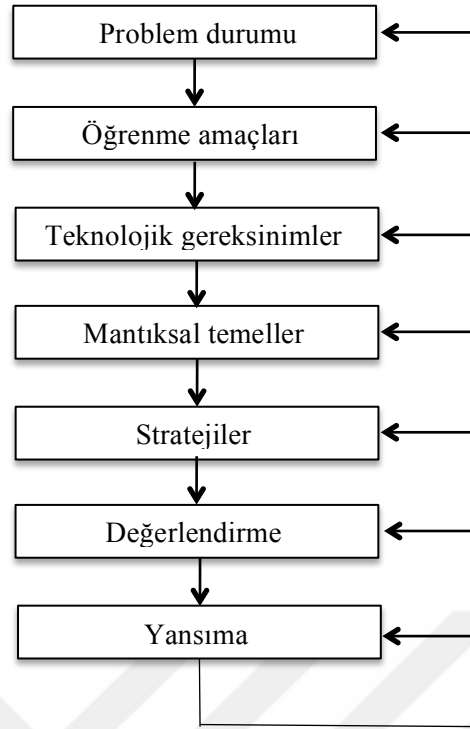 Problem durumu
Öğrenme amaçları
Teknolojik gereksinimler
Mantıksal temeller
Stratejiler
Değerlendirme
Yansıma